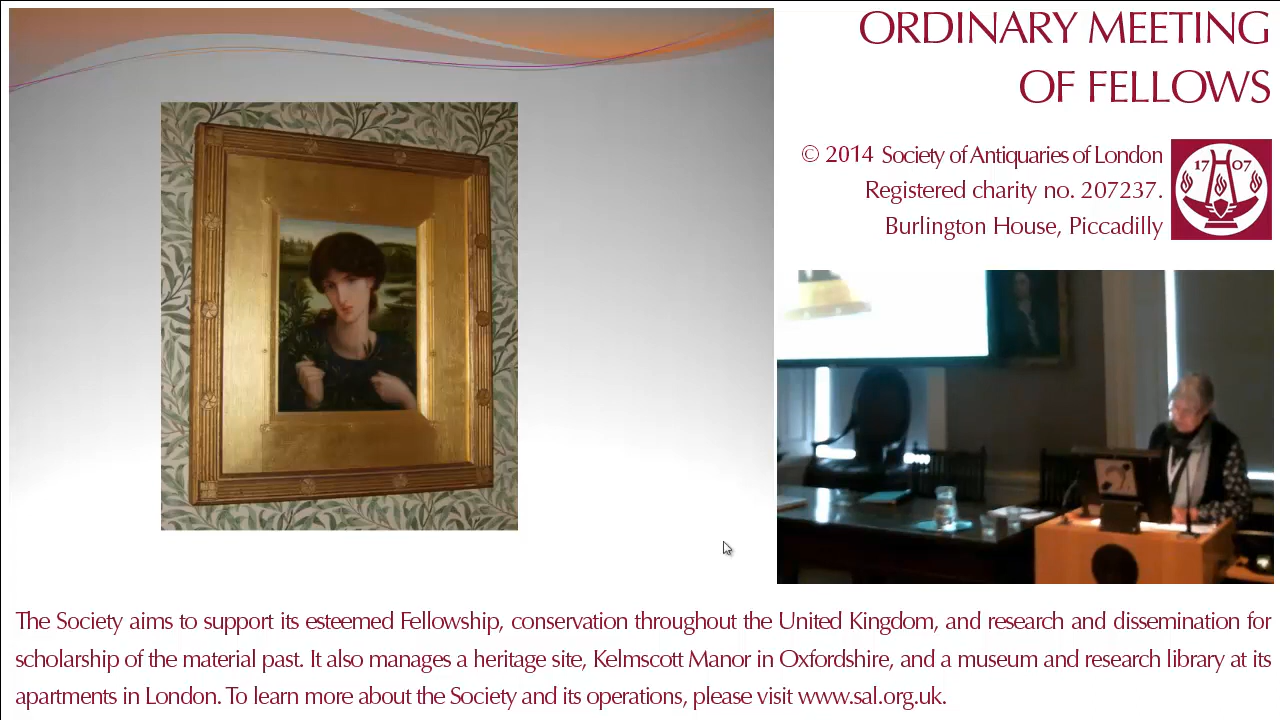 ORDINARY MEETING
OF FELLOWS
© 2014 Society of Antiquaries of London
Registered charity no. 207237.
Burlington House, Piccadilly
17 07
The Society aims to support its esteemed Fellowship, conservation throughout the United Kingdom, and research and dissemination for
scholarship of the material past. It also manages a heritage site, Kelmscott Manor in Oxfordshire, and a museum and research library at its
apartments in London. To learn more about the Society and its operations, please visit www.sal.org.uk.